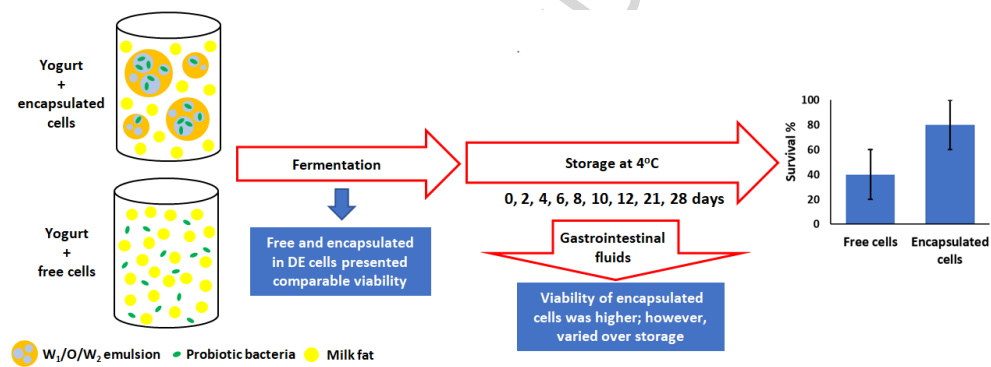 Yogurt
+
encapsulated
cells
Yogurt
+
free cells
W₁/O/W₂ emulsion
Probiotic bacteria
Milk fat
Fermentation
Free and encapsulated
in DE cells presented
comparable viability
Storage at 4⁰C
0, 2, 4, 6, 8, 10, 12, 21, 28 days
Gastrointestinal
fluids
Viability of encapsulated
cells was higher; however,
varied over storage
Survival %
100
80
60
40
20
0
Free cells
Encapsulated
cells